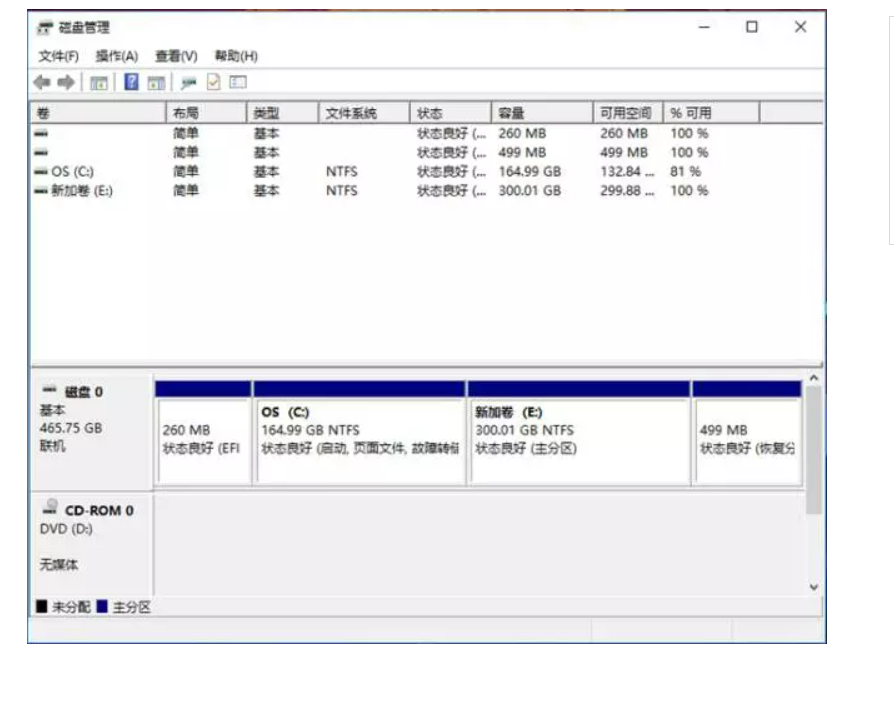 磁盘管理
文件(F) 操作(A) 查看(V) 帮助(H)
卷 布局 类型 文件系统 状态 容量 可用空间 % 可用
简单 基本 状态良好 (... 260 MB 260 MB 100 %
简单 基本 状态良好 (... 499 MB 499 MB 100 %
OS (C:) 简单 基本 NTFS 状态良好 (... 164.99 GB 132.84 ... 81 %
新加卷 (E:) 简单 基本 NTFS 状态良好 (... 300.01 GB 299.88 ... 100 %
磁盘 0
基本
465.75 GB
联机
260 MB
状态良好 (EFI
OS (C:)
164.99 GB NTFS
状态良好 (启动, 页面文件, 故障转储
新加卷 (E:)
300.01 GB NTFS
状态良好 (主分区)
499 MB
状态良好 (恢复分
CD-ROM 0
DVD (D:)
无媒体
未分配 主分区